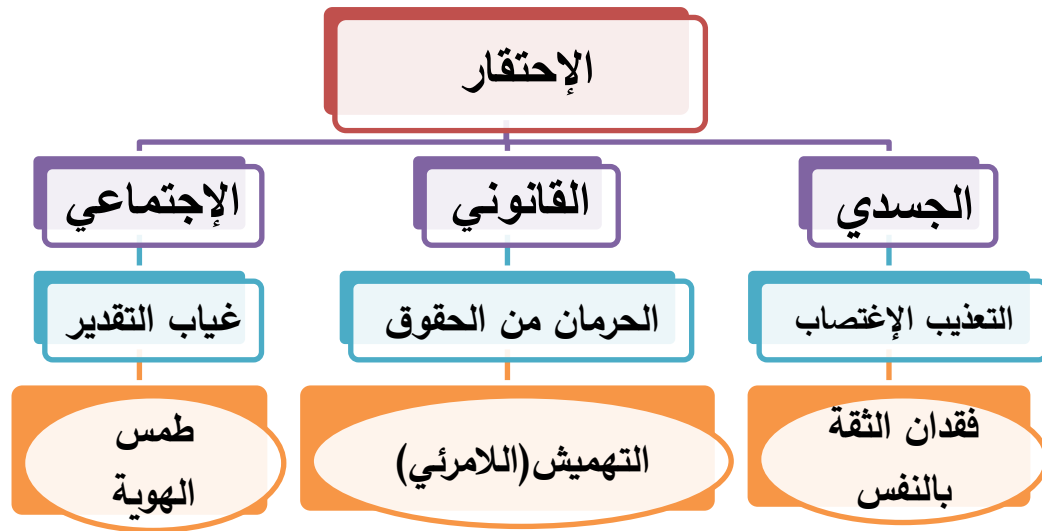 الإحتقار
الجسدي
القانوني
الإجتماعي
التعذيب الإغتصاب
الحرمان من الحقوق
غياب التقدير
فقدان الثقة
بالنفس
التهميش(اللامرئي)
طمس
الهوية